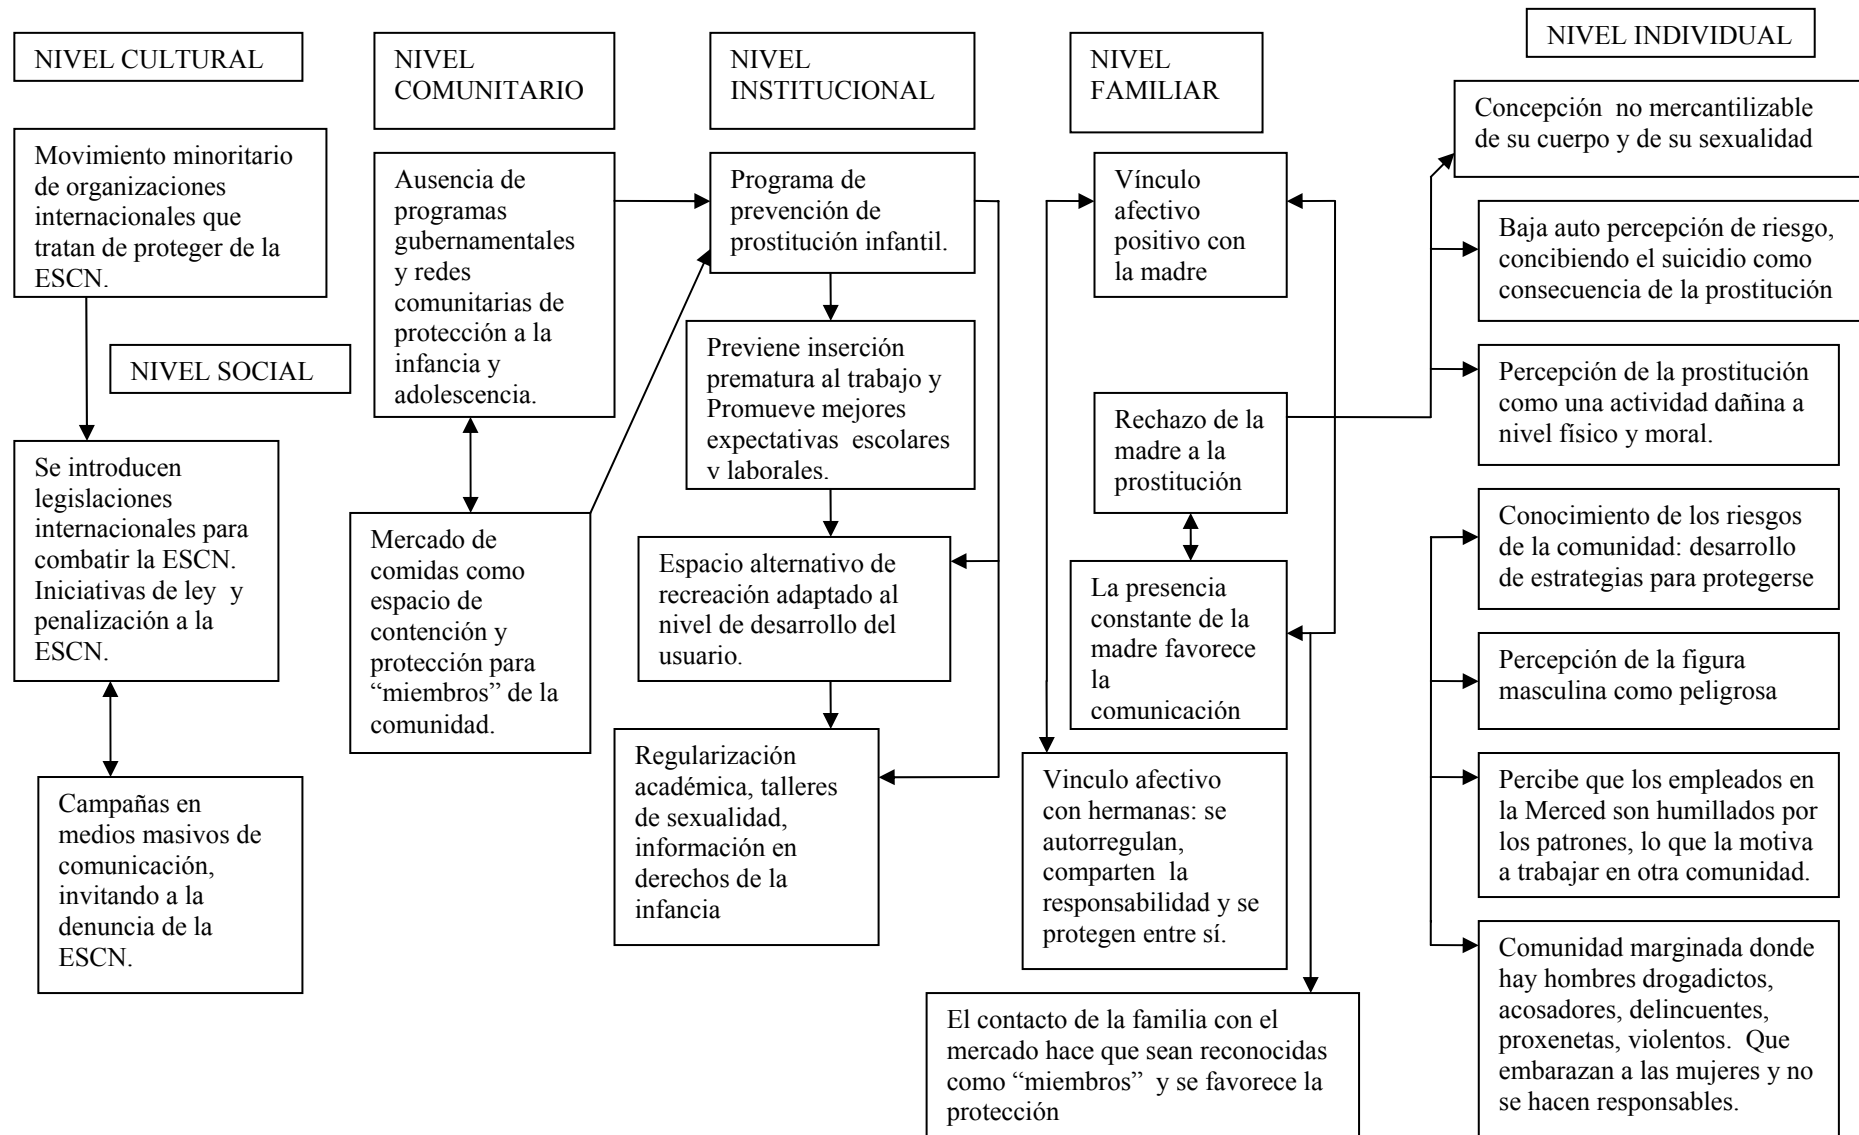 NIVEL CULTURAL
Movimiento minoritario
de organizaciones
internacionales que
tratan de proteger de la
ESCN.
NIVEL SOCIAL
Se introducen
legislaciones
internacionales para
combatir la ESCN.
Iniciativas de ley y
penalización a la
ESCN.
Campañas en
medios masivos de
comunicación,
invitando a la
denuncia de la
ESCN.
NIVEL
COMUNITARIO
Ausencia de
programas
gubernamentales
y redes
comunitarias de
protección a la
infancia y
adolescencia.
Mercado de
comidas como
espacio de
contención y
protección para
“miembros” de la
comunidad.
NIVEL
INSTITUCIONAL
Programa de
prevención de
prostitución infantil.
Previene inserción
prematura al trabajo y
Promueve mejores
expectativas escolares
y laborales.
Espacio alternativo de
recreación adaptado al
nivel de desarrollo del
usuario.
Regularización
académica, talleres
de sexualidad,
información en
derechos de la
infancia
NIVEL
FAMILIAR
Vínculo
afectivo
positivo con
la madre
Rechazo de la
madre a la
prostitución
La presencia
constante de la
madre favorece
la
comunicación
Vinculo afectivo
con hermanas: se
autorregulan,
comparten la
responsabilidad y se
protegen entre sí.
El contacto de la familia con el
mercado hace que sean reconocidas
como “miembros” y se favorece la
protección
NIVEL INDIVIDUAL
Concepción no mercantilizable
de su cuerpo y de su sexualidad
Baja auto percepción de riesgo,
concibiendo el suicidio como
consecuencia de la prostitución
Percepción de la prostitución
como una actividad dañina a
nivel físico y moral.
Conocimiento de los riesgos
de la comunidad: desarrollo
de estrategias para protegerse
Percepción de la figura
masculina como peligrosa
Percibe que los empleados en
la Merced son humillados por
los patrones, lo que la motiva
a trabajar en otra comunidad.
Comunidad marginada donde
hay hombres drogadictos,
acosadores, delincuentes,
proxenetas, violentos. Que
embarazan a las mujeres y no
se hacen responsables.